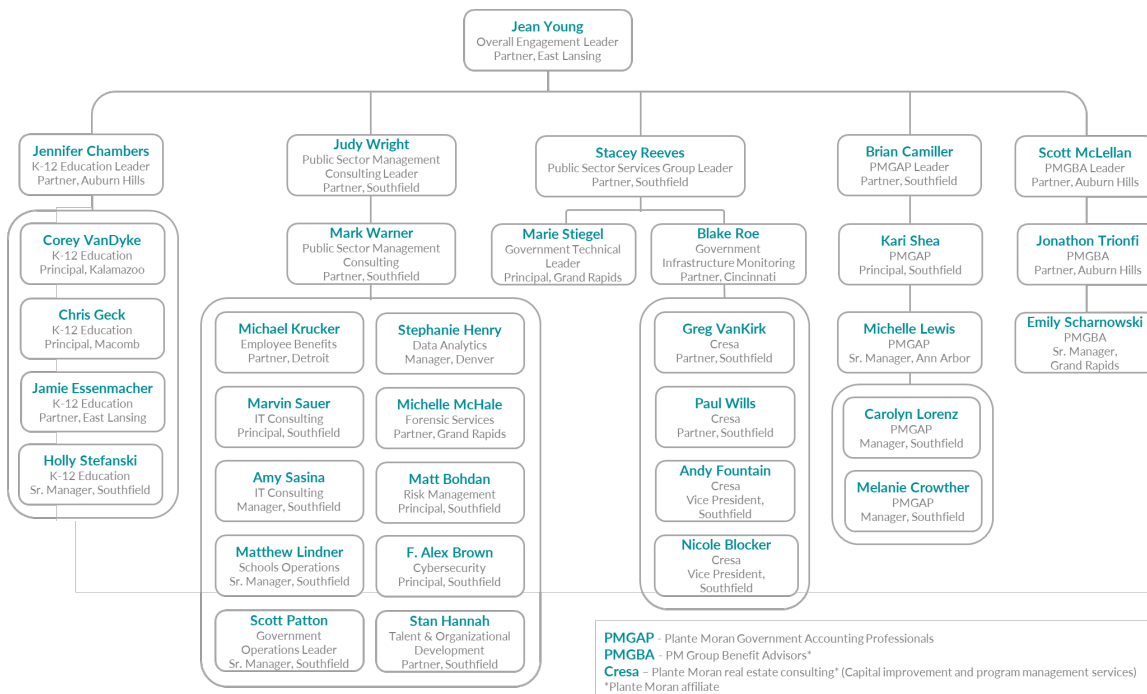 Jean Young
Overall Engagement Leader
Partner, East Lansing
Jennifer Chambers
K-12 Education Leader
Partner, Auburn Hills
Judy Wright
Public Sector Management
Consulting Leader
Partner, Southfield
Stacey Reeves
Public Sector Services Group Leader
Partner, Southfield
Brian Camiller
PMGAP Leader
Partner, Southfield
Scott McLellan
PMGBA Leader
Partner, Auburn Hills
Corey VanDyke
K-12 Education
Principal, Kalamazoo
Mark Warner
Public Sector Management
Consulting
Partner, Southfield
Marie Stiegel
Government Technical
Leader
Principal, Grand Rapids
Blake Roe
Government
Infrastructure Monitoring
Partner, Cincinnati
Kari Shea
PMGAP
Principal, Southfield
Jonathon Trionfi
PMGBA
Partner, Auburn Hills
Chris Geck
K-12 Education
Principal, Macomb
Michael Krucker
Employee Benefits
Partner, Detroit
Stephanie Henry
Data Analytics
Manager, Denver
Greg VanKirk
Cresa
Partner, Southfield
Michelle Lewis
PMGAP
Sr. Manager, Ann Arbor
Emily Scharnowski
PMGBA
Sr. Manager,
Grand Rapids
Jamie Essenmacher
K-12 Education
Partner, East Lansing
Marvin Sauer
IT Consulting
Principal, Southfield
Michelle McHale
Forensic Services
Partner, Grand Rapids
Paul Wills
Cresa
Partner, Southfield
Carolyn Lorenz
PMGAP
Manager, Southfield
Holly Stefanski
K-12 Education
Sr. Manager, Southfield
Amy Sasina
IT Consulting
Manager, Southfield
Matt Bohdan
Risk Management
Principal, Southfield
Andy Fountain
Cresa
Vice President,
Southfield
Melanie Crowther
PMGAP
Manager, Southfield
Matthew Lindner
Schools Operations
Sr. Manager, Southfield
F. Alex Brown
Cybersecurity
Principal, Southfield
Nicole Blocker
Cresa
Vice President,
Southfield
Scott Patton
Government
Operations Leader
Sr. Manager, Southfield
Stan Hannah
Talent & Organizational
Development
Partner, Southfield
PMGAP - Plante Moran Government Accounting Professionals
PMGBA - PM Group Benefit Advisors*
Cresa – Plante Moran real estate consulting* (Capital improvement and program management services)
*Plante Moran affiliate